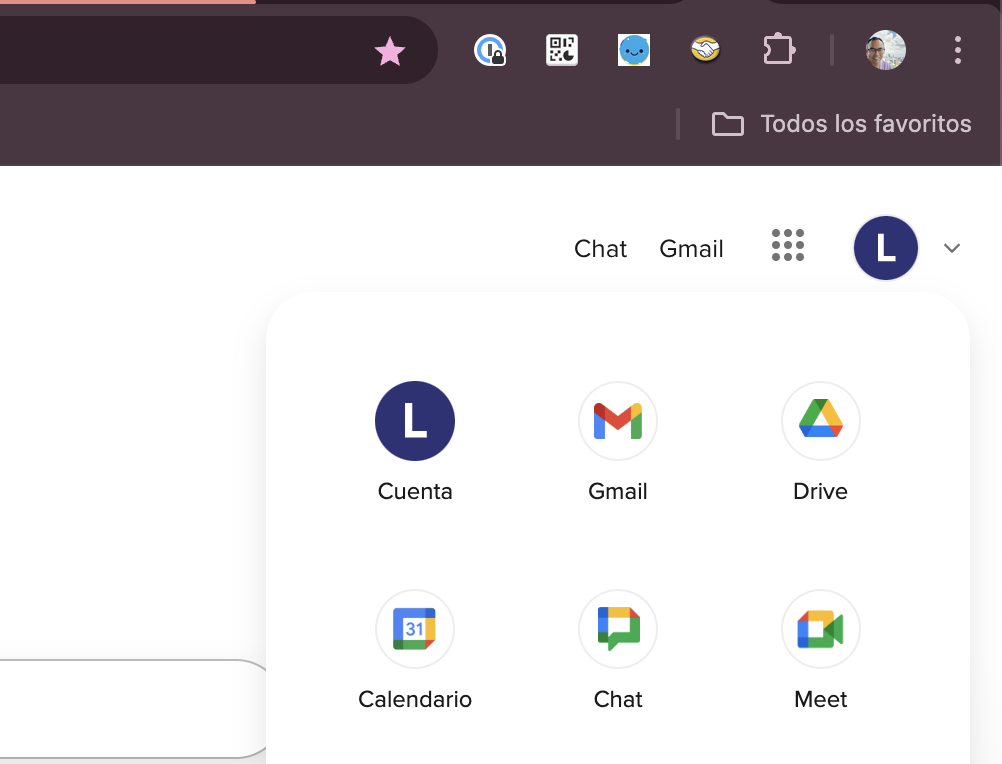 Todos los favoritos
Chat Gmail
L
L
Cuenta Gmail Drive
31
Calendario Chat Meet